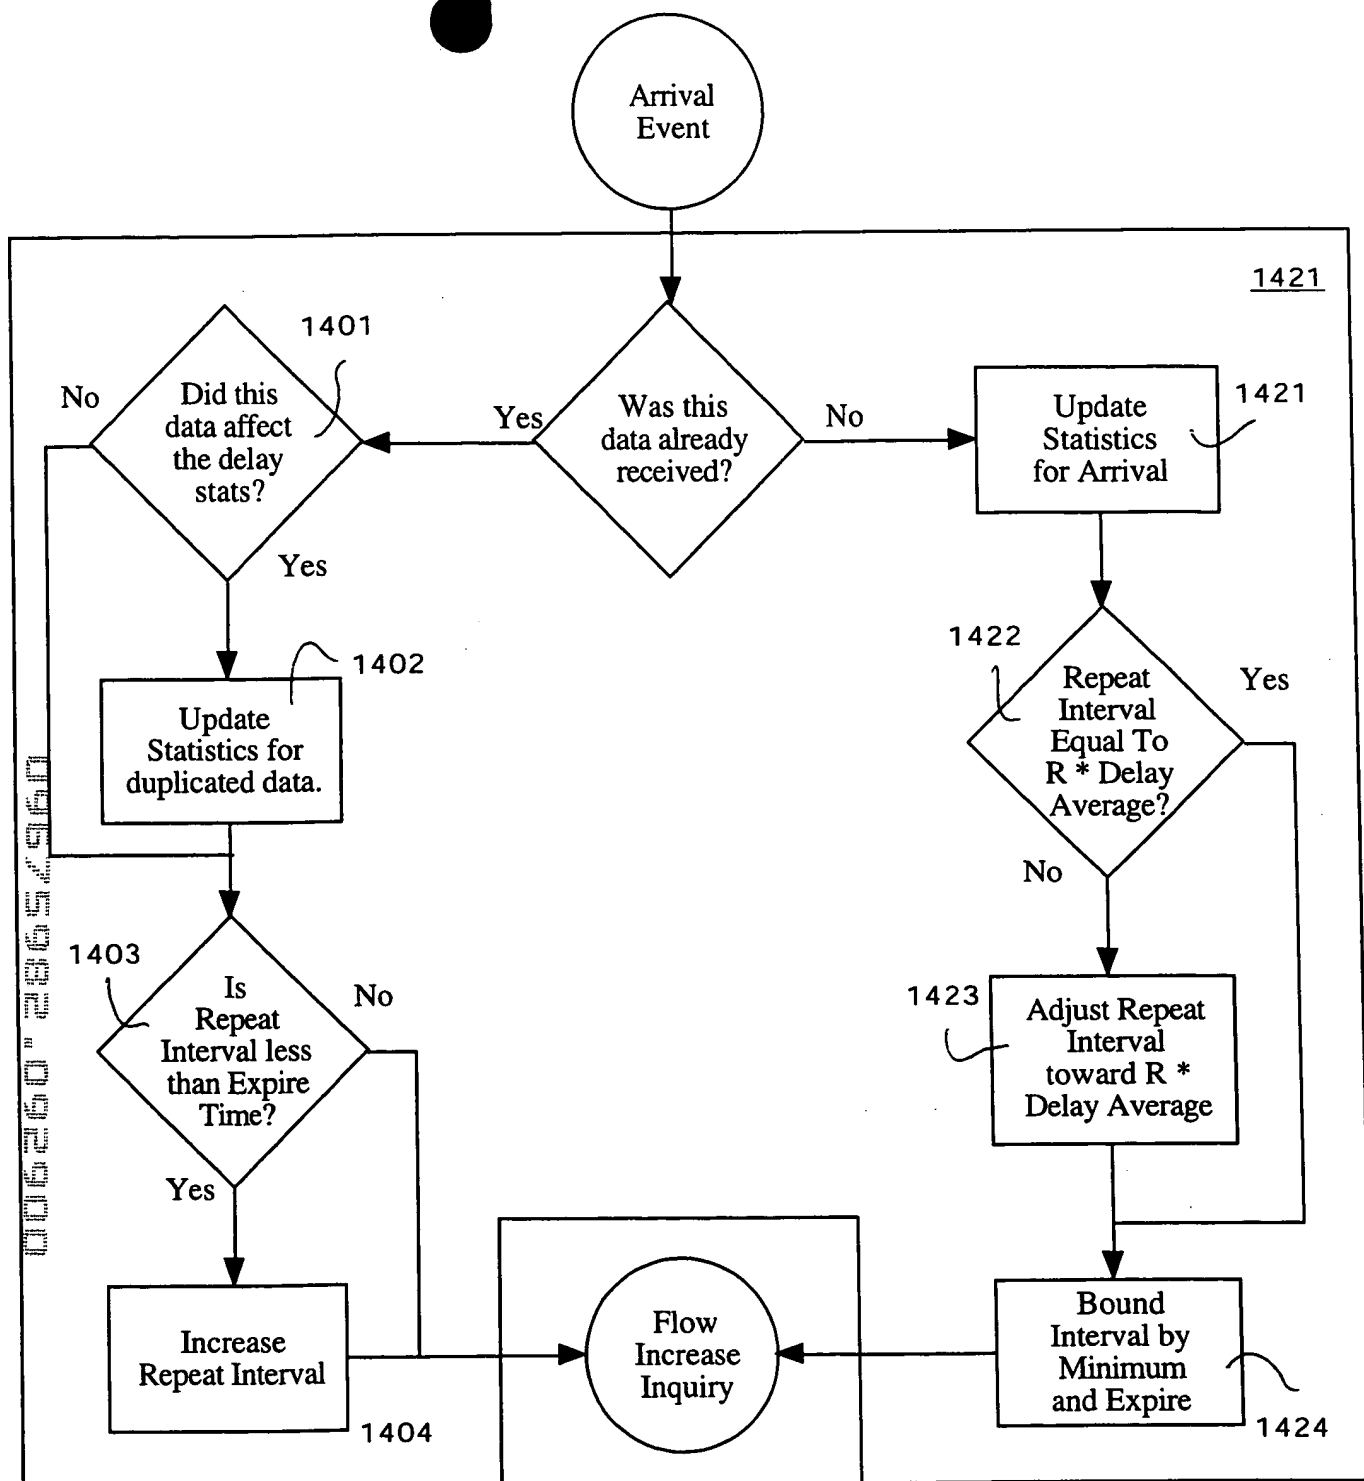 Arrival
Event
1421
1401
No
Did this
data affect
the delay
stats?
Yes
Was this
data already
received?
No
Update
Statistics
for Arrival
1421
Yes
1402
Update
Statistics for
duplicated data.
1422
Repeat
Interval
Equal To
R * Delay
Average?
Yes
No
1403
Is
Repeat
Interval less
than Expire
Time?
No
Yes
1423
Adjust Repeat
Interval
toward R *
Delay Average
Increase
Repeat Interval
1404
Flow
Increase
Inquiry
Bound
Interval by
Minimum
and Expire
1424
09675982.092900